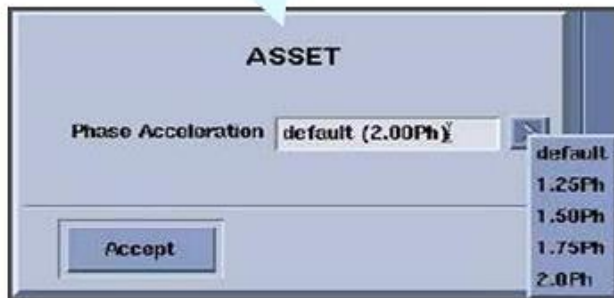 ASSET
Phase Acceleration default (2.00Ph)
default
1.25Ph
1.50Ph
1.75Ph
2.0Ph
Accept